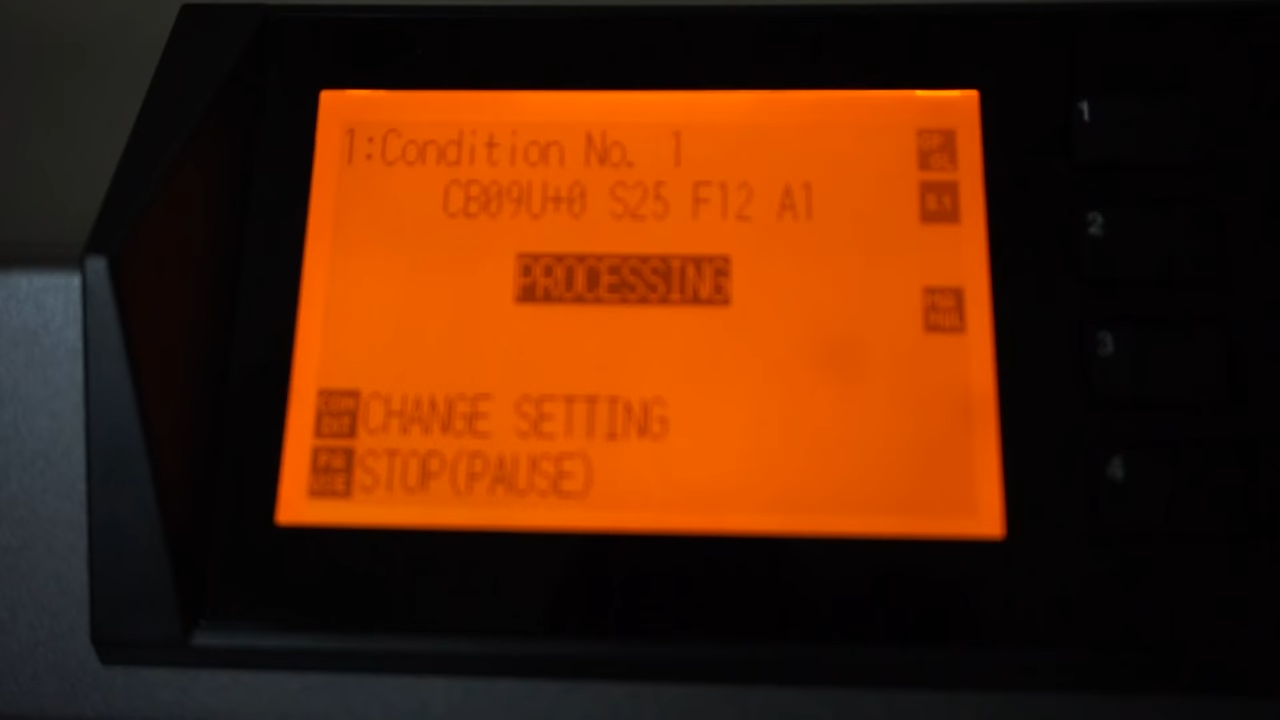 1:Condition No. 1
CB09U+0 S25 F12 A1
PROCESSING
CHANGE SETTING
STOP(PAUSE)
1
2
3
4